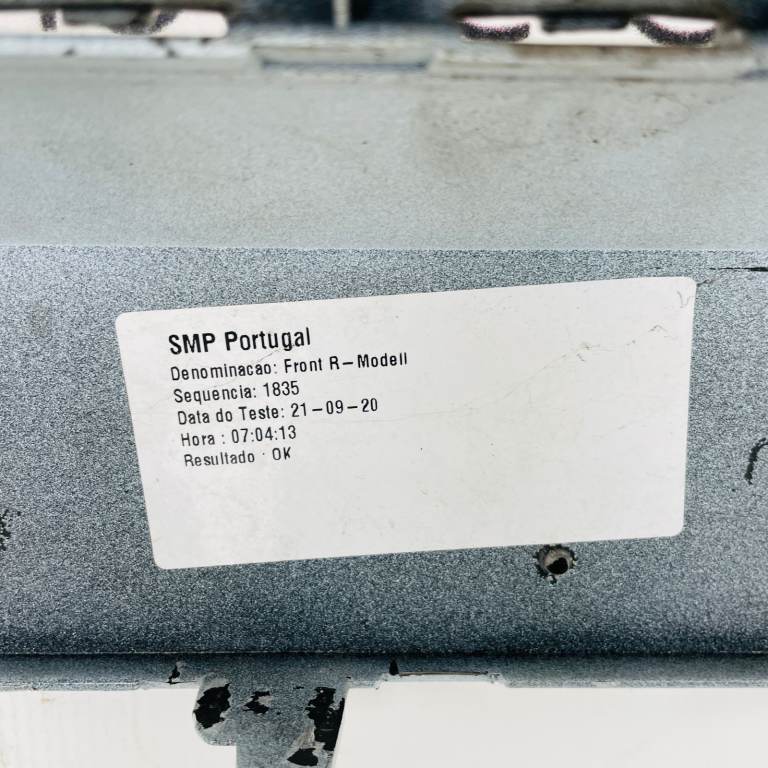 SMP Portugal
Denominacao: Front R-Modell
Sequencia: 1835
Data do Teste: 21-09-20
Hora : 07:04:13
Resultado : OK